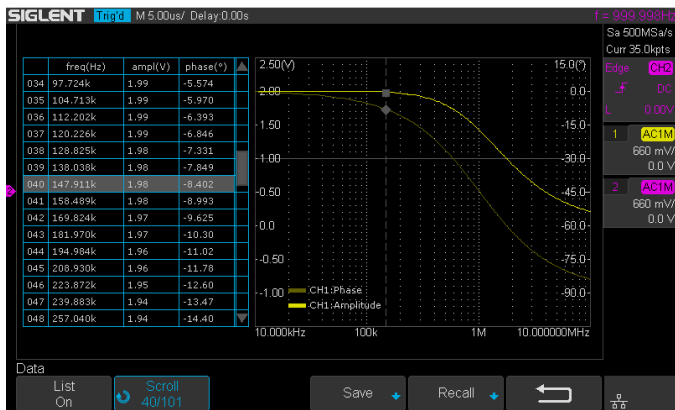 SIGLENT Trig'd M 5.00us/ Delay:0.00s f = 999.998Hz
Sa 500MSa/s
Curr 35.0kpts
Edge CH2
DC
L 0.00V
1 AC1M
660 mV/
0.0 V
2 AC1M
660 mV/
0.0 V
2
freq(Hz) ampl(V) phase(°)
034 97.724k 1.99 -5.574
035 104.713k 1.99 -5.970
036 112.202k 1.99 -6.393
037 120.226k 1.99 -6.846
038 128.825k 1.98 -7.331
039 138.038k 1.98 -7.849
040 147.911k 1.98 -8.402
041 158.489k 1.98 -8.993
042 169.824k 1.97 -9.625
043 181.970k 1.97 -10.30
044 194.984k 1.96 -11.02
045 208.930k 1.96 -11.78
046 223.872k 1.95 -12.60
047 239.883k 1.94 -13.47
048 257.040k 1.94 -14.40
2.50(V) 15.0(°)
2.00 0.0
1.50 -15.0
1.00 -30.0
0.50 -45.0
0.0 -60.0
-0.50 -75.0
-1.00 -90.0
CH1:Phase
CH1:Amplitude
10.000kHz 100k 1M 10.000000MHz
Data
List
On
Scroll
40/101
Save
Recall